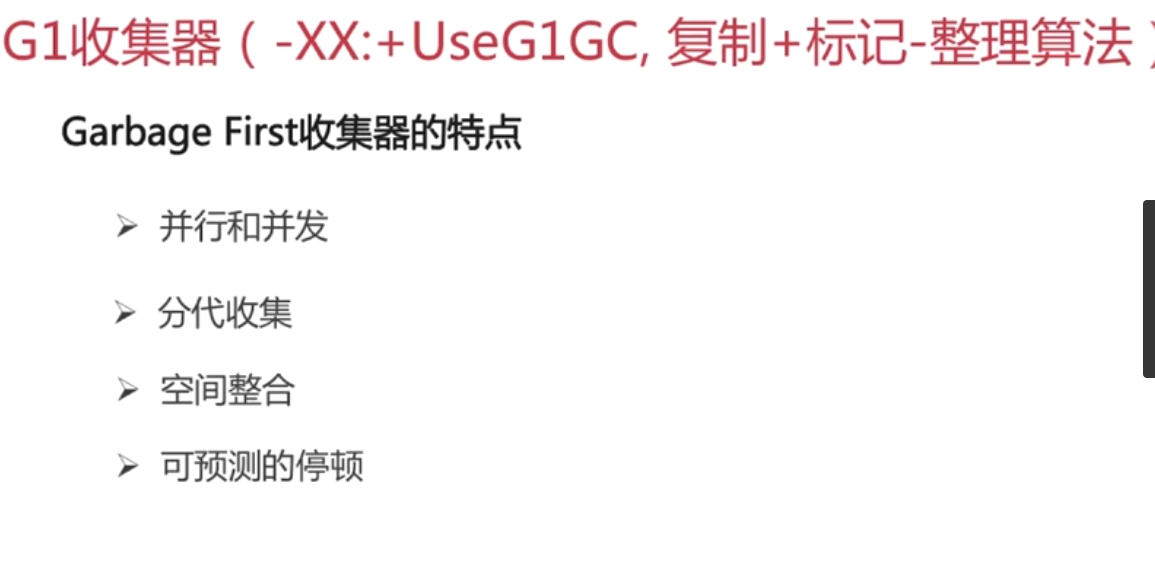 G1收集器（-XX:+UseG1GC, 复制+标记-整理算法）
Garbage First收集器的特点
➢ 并行和并发
➢ 分代收集
➢ 空间整合
➢ 可预测的停顿